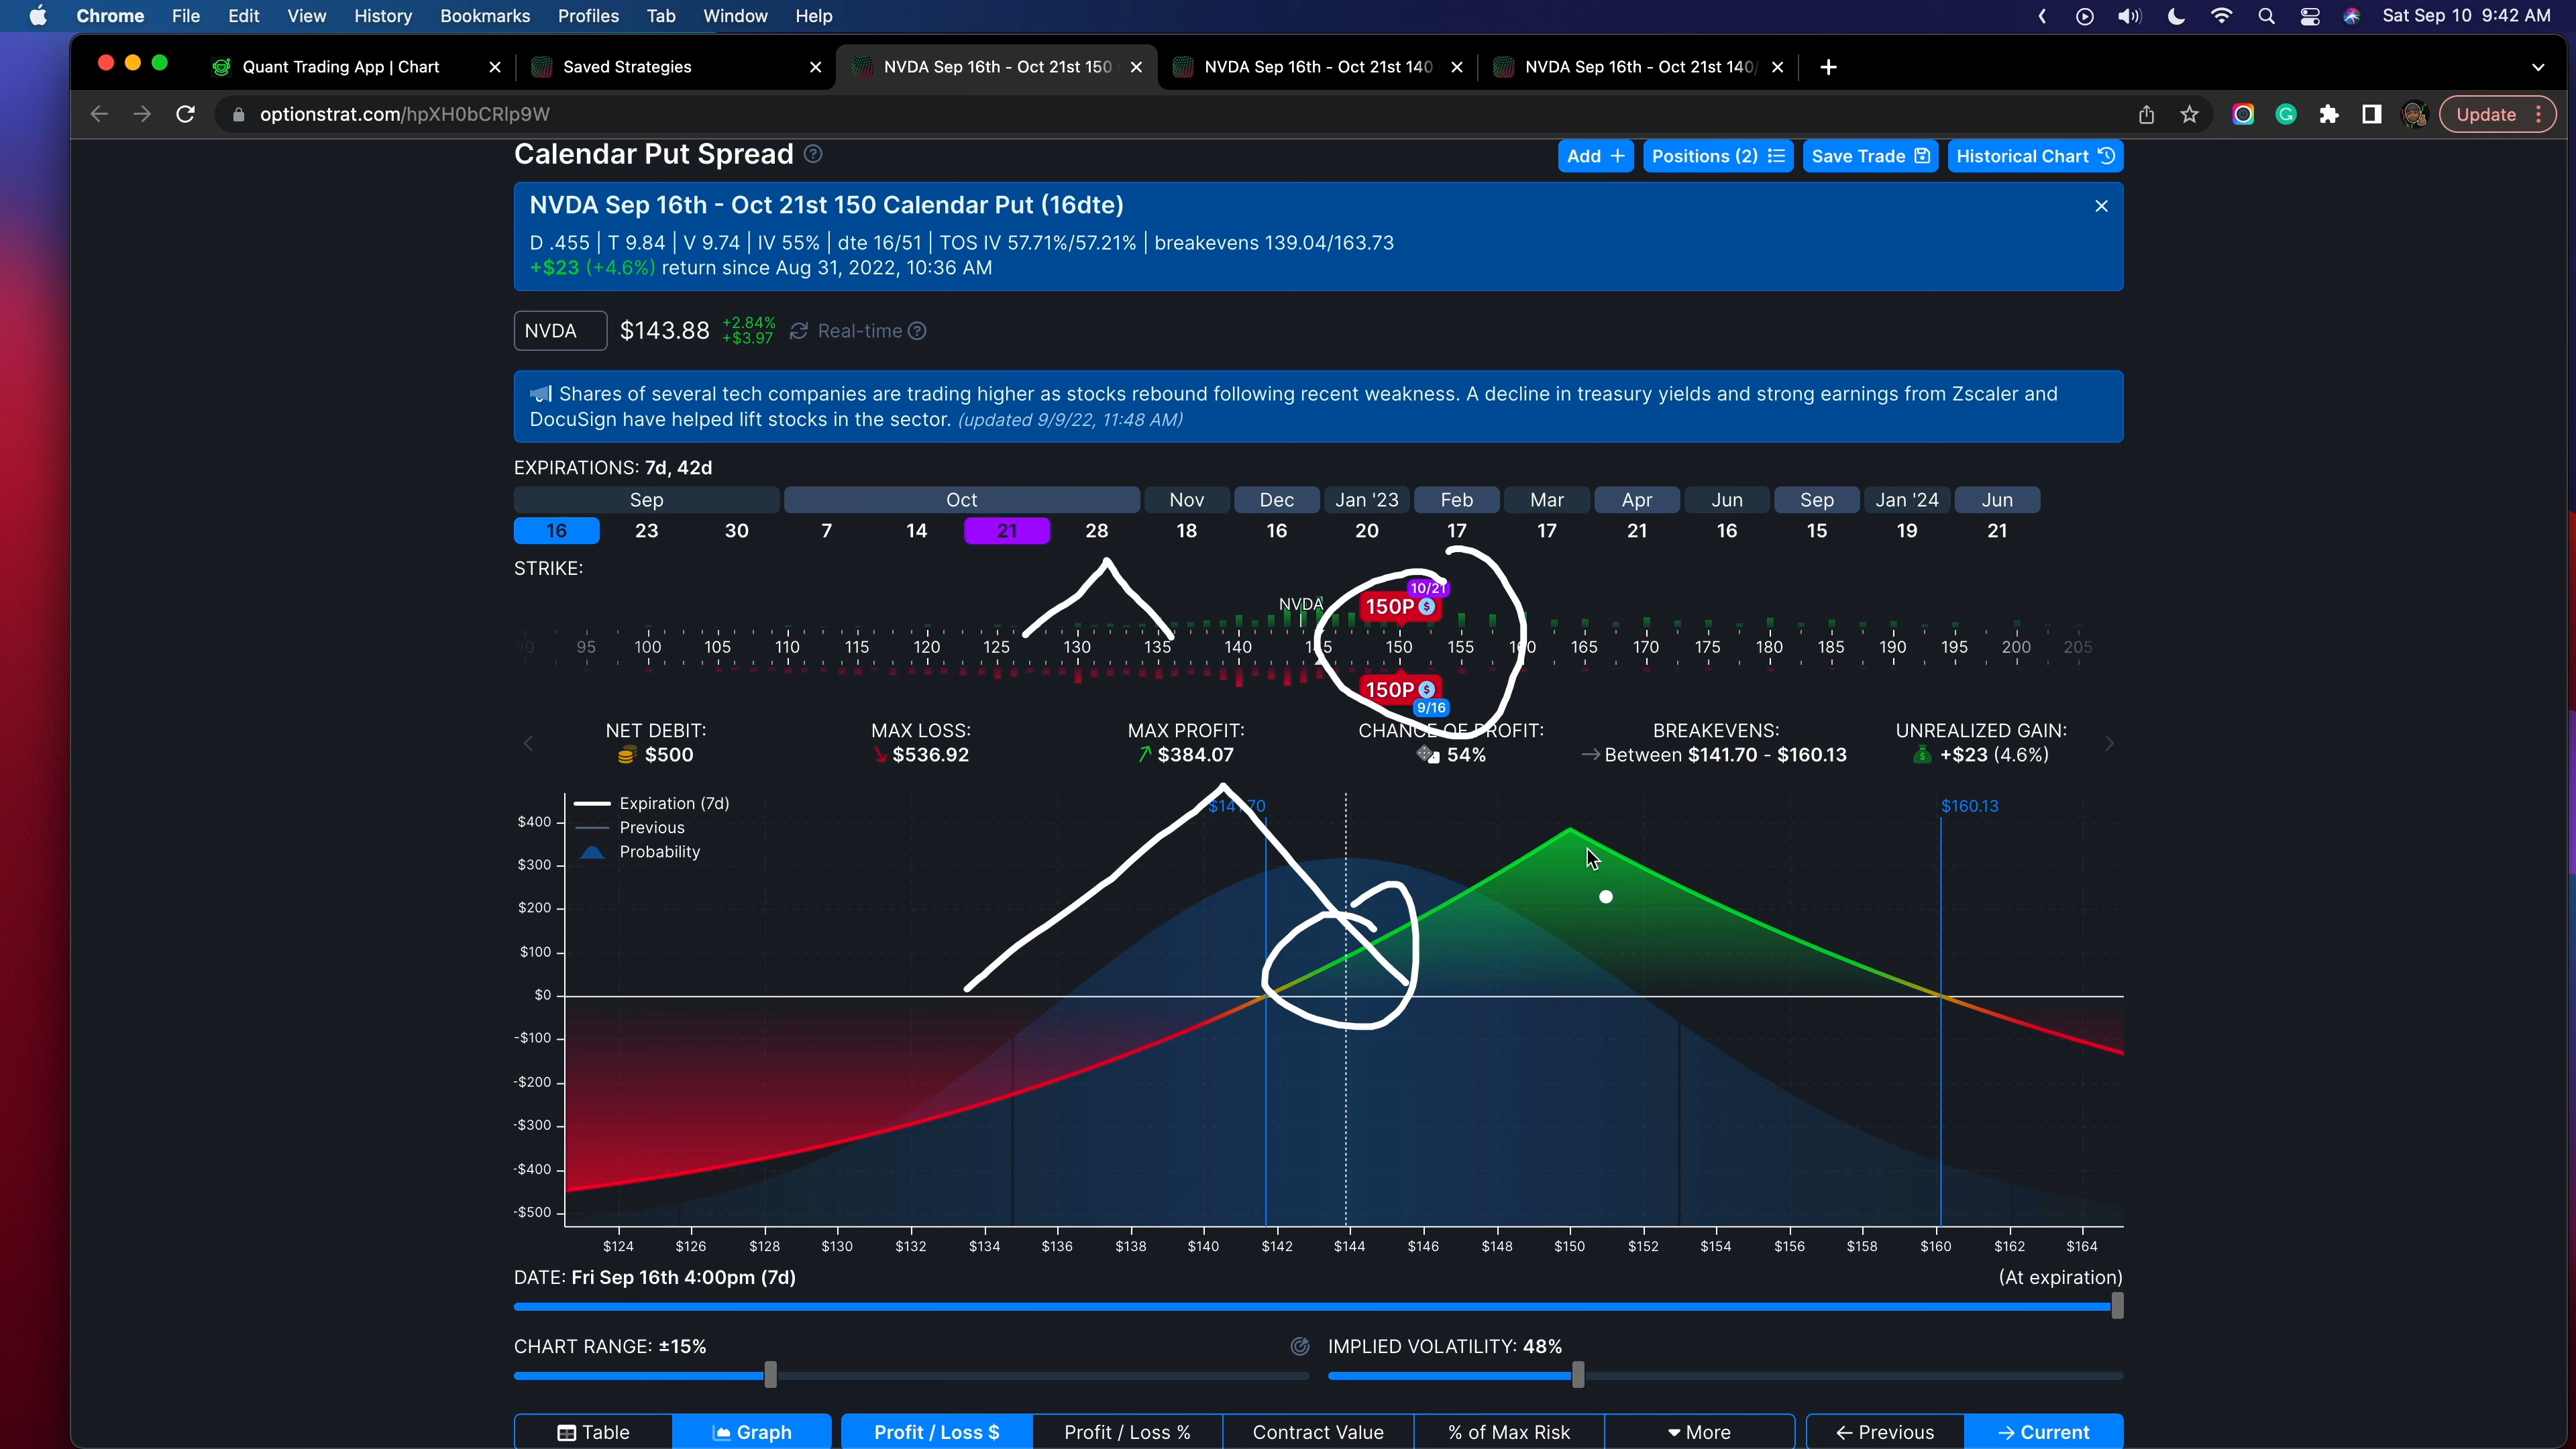 Chrome File Edit View History Bookmarks Profiles Tab Window Help Sat Sep 10 9:42 AM
Quant Trading App | Chart Saved Strategies NVDA Sep 16th - Oct 21st 150 NVDA Sep 16th - Oct 21st 140 NVDA Sep 16th - Oct 21st 140/
optionstrat.com/hpXH0bCRlp9W Update
Calendar Put Spread Add + Positions (2) Save Trade Historical Chart
NVDA Sep 16th - Oct 21st 150 Calendar Put (16dte)
D .455 | T 9.84 | V 9.74 | IV 55% | dte 16/51 | TOS IV 57.71%/57.21% | breakevens 139.04/163.73
+$23 (+4.6%) return since Aug 31, 2022, 10:36 AM
NVDA $143.88 +2.84% +$3.97 Real-time
Shares of several tech companies are trading higher as stocks rebound following recent weakness. A decline in treasury yields and strong earnings from Zscaler and
DocuSign have helped lift stocks in the sector. (updated 9/9/22, 11:48 AM)
EXPIRATIONS: 7d, 42d
Sep Oct Nov Dec Jan '23 Feb Mar Apr Jun Sep Jan '24 Jun
16 23 30 7 14 21 28 18 16 20 17 17 21 16 15 19 21
STRIKE:
10/21
NVDA 150P
95 100 105 110 115 120 125 130 135 140 145 150 155 160 165 170 175 180 185 190 195 200 205
150P
9/16
NET DEBIT: MAX LOSS: MAX PROFIT: CHANCE OF PROFIT: BREAKEVENS: UNREALIZED GAIN:
$500 $536.92 $384.07 54% Between $141.70 - $160.13 +$23 (4.6%)
Expiration (7d) $141.70 $160.13
Previous
Probability
$400
$300
$200
$100
$0
-$100
-$200
-$300
-$400
-$500
$124 $126 $128 $130 $132 $134 $136 $138 $140 $142 $144 $146 $148 $150 $152 $154 $156 $158 $160 $162 $164
DATE: Fri Sep 16th 4:00pm (7d) (At expiration)
CHART RANGE: ±15% IMPLIED VOLATILITY: 48%
Table Graph Profit / Loss $ Profit / Loss % Contract Value % of Max Risk More Previous Current